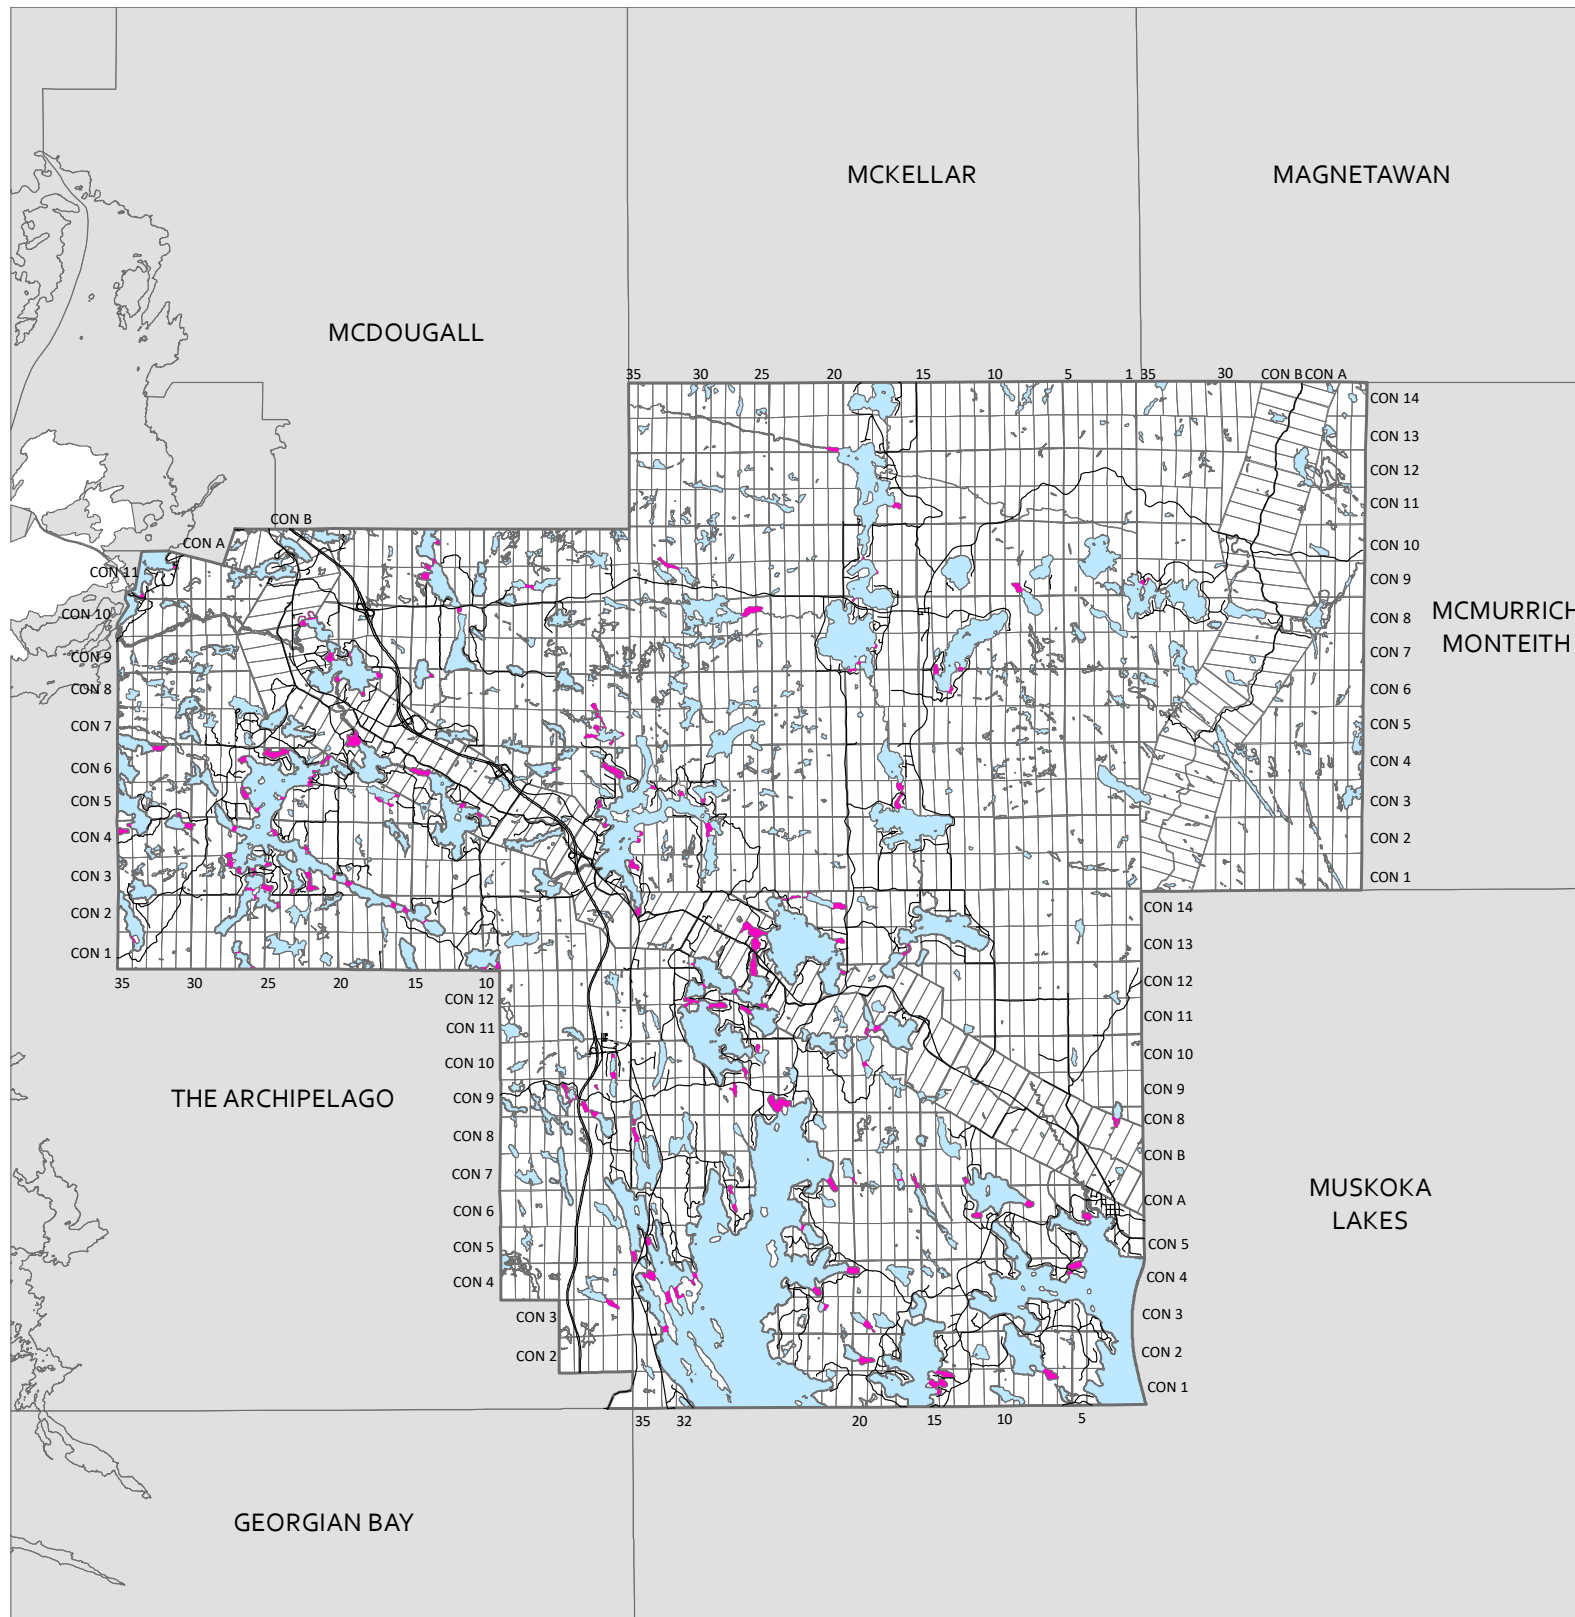 MCKELLAR
MAGNETAWAN
MCDOUGALL
35 30 25 20 15 10 5 1 35 30 CON B CON A
CON 14
CON 13
CON 12
CON 11
CON 10
CON 9
CON 8
CON 7
CON 6
CON 5
CON 4
CON 3
CON 2
CON 1
MCMURRICH
MONTEITH
CON B
CON A
CON 11
CON 10
CON 9
CON 8
CON 7
CON 6
CON 5
CON 4
CON 3
CON 2
CON 1
35 30 25 20 15 10
CON 12
CON 11
CON 10
CON 9
CON 8
CON 7
CON 6
CON 5
CON 4
CON 3
CON 2
THE ARCHIPELAGO
CON 14
CON 13
CON 12
CON 11
CON 10
CON 9
CON 8
CON B
CON A
CON 5
CON 4
CON 3
CON 2
CON 1
MUSKOKA
LAKES
35 32 20 15 10 5
GEORGIAN BAY